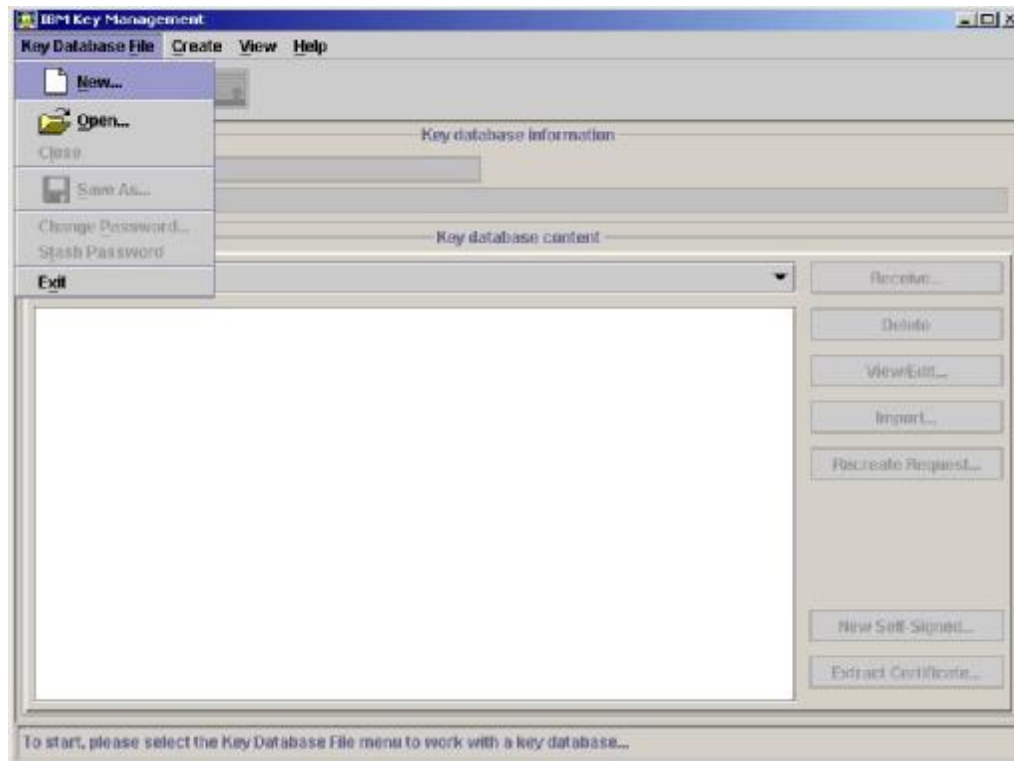 IBM Key Management
Key Database File Create View Help
New...
Open...
Close
Save As...
Change Password...
Stash Password
Exit
Key database information
Key database content
Receive...
Delete
View/Edit...
Import...
Recreate Request...
New Self-Signed...
Extract Certificate...
To start, please select the Key Database File menu to work with a key database...